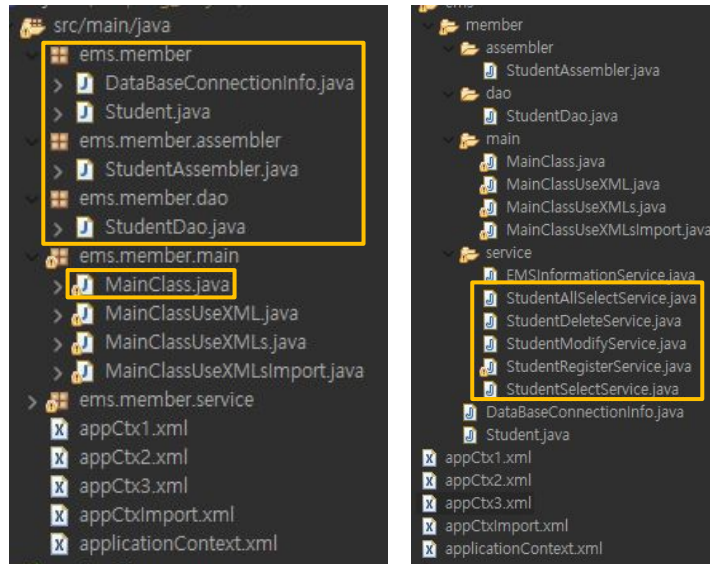 src/main/java
ems.member
DataBaseConnectionInfo.java
Student.java
ems.member.assembler
StudentAssembler.java
ems.member.dao
StudentDao.java
ems.member.main
MainClass.java
MainClassUseXML.java
MainClassUseXMLs.java
MainClassUseXMLsImport.java
ems.member.service
appCtx1.xml
appCtx2.xml
appCtx3.xml
appCtxImport.xml
applicationContext.xml
member
assembler
StudentAssembler.java
dao
StudentDao.java
main
MainClass.java
MainClassUseXML.java
MainClassUseXMLs.java
MainClassUseXMLsImport.java
service
EMSInformationService.java
StudentAllSelectService.java
StudentDeleteService.java
StudentModifyService.java
StudentRegisterService.java
StudentSelectService.java
DataBaseConnectionInfo.java
Student.java
appCtx1.xml
appCtx2.xml
appCtx3.xml
appCtxImport.xml
applicationContext.xml